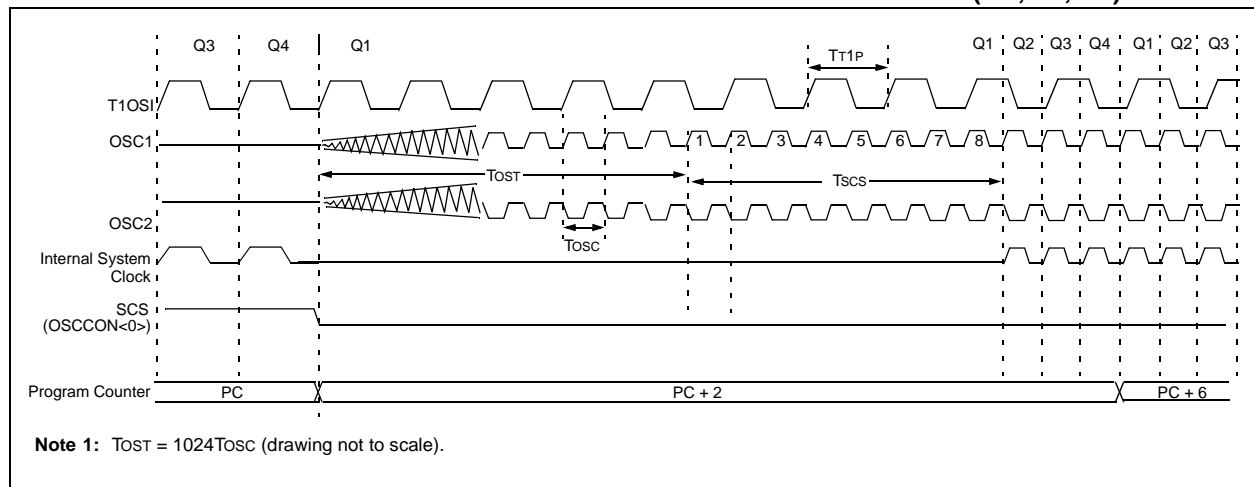 Q3 Q4 Q1 Q1 Q2 Q3 Q4 Q1 Q2 Q3
TT1P
T1OSI
OSC1
1 2 3 4 5 6 7 8
TOST
TSCS
OSC2
TOSC
Internal System
Clock
SCS
(OSCCON<0>)
Program Counter PC PC + 2 PC + 6
Note 1: TOST = 1024TOSC (drawing not to scale).